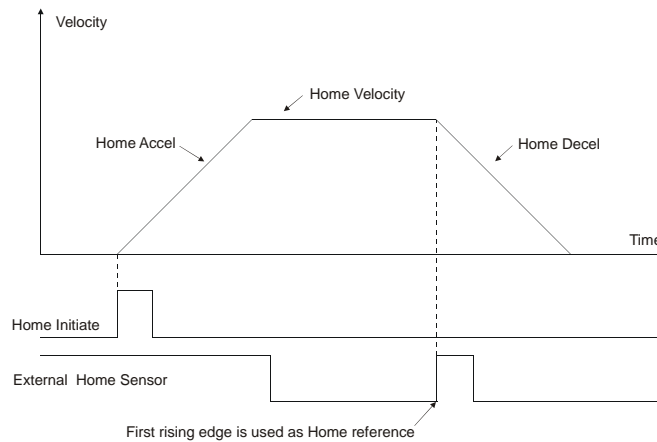 Velocity
Home Velocity
Home Accel
Home Decel
Time
Home Initiate
External Home Sensor
First rising edge is used as Home reference